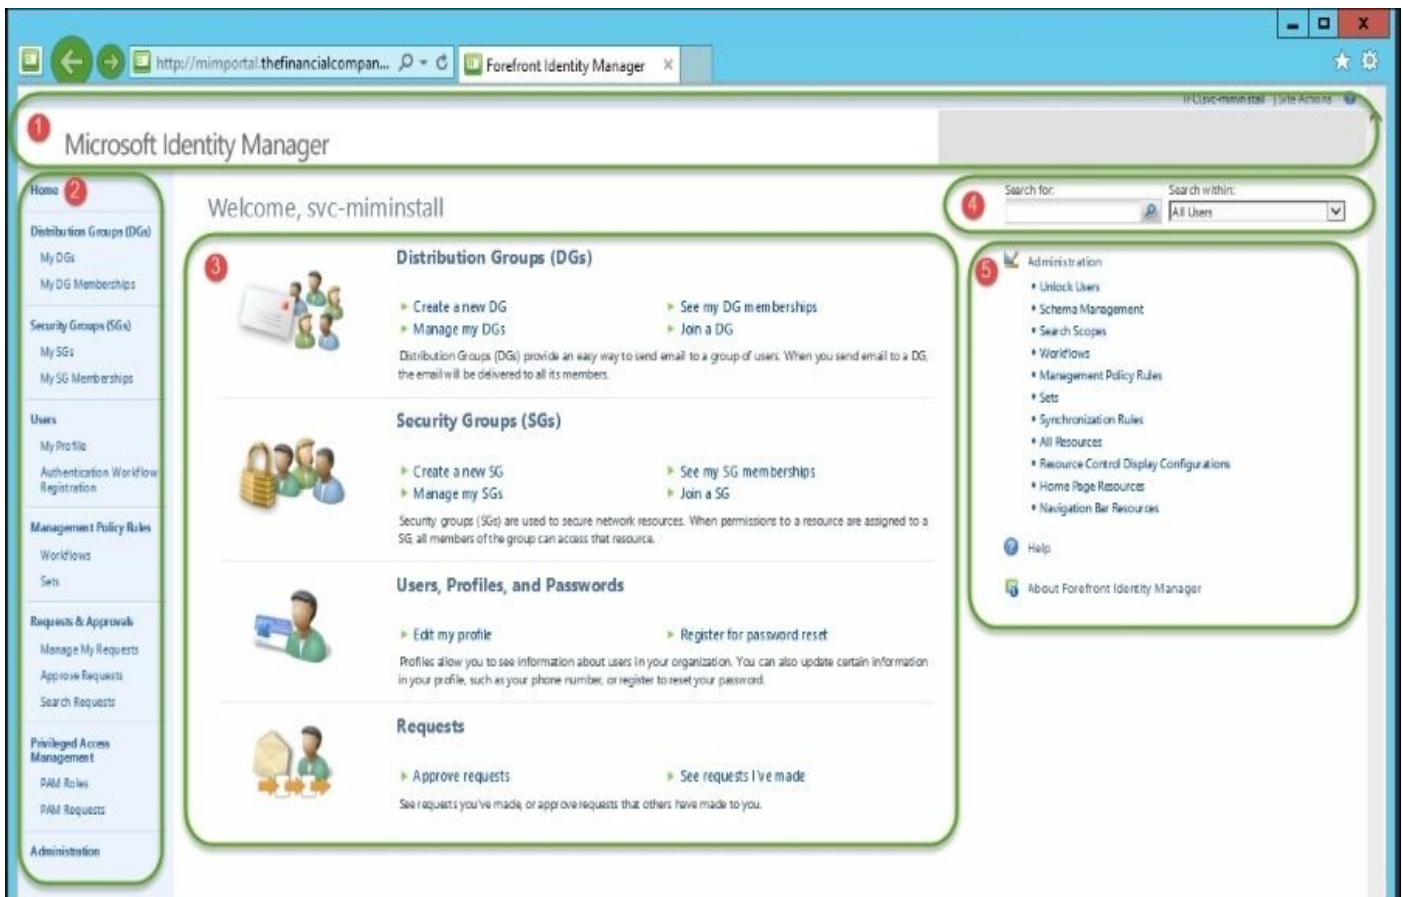 http://mimportal.thefinancialcompan...
Forefront Identity Manager
X
svc-miminstall | Site Actions
1
Microsoft Identity Manager
Home
2
Distribution Groups (DGs)
My DGs
My DG Memberships
Security Groups (SGs)
My SGs
My SG Memberships
Users
My Profile
Authentication Workflow
Registration
Management Policy Rules
Workflows
Sets
Requests & Approvals
Manage My Requests
Approve Requests
Search Requests
Privileged Access
Management
PAM Roles
PAM Requests
Administration
Welcome, svc-miminstall
3
Distribution Groups (DGs)
Create a new DG
See my DG memberships
Manage my DGs
Join a DG
Distribution Groups (DGs) provide an easy way to send email to a group of users. When you send email to a DG,
the email will be delivered to all its members.
Security Groups (SGs)
Create a new SG
See my SG memberships
Manage my SGs
Join a SG
Security groups (SGs) are used to secure network resources. When permissions to a resource are assigned to a
SG, all members of the group can access that resource.
Users, Profiles, and Passwords
Edit my profile
Register for password reset
Profiles allow you to see information about users in your organization. You can also update certain information
in your profile, such as your phone number, or register to reset your password.
Requests
Approve requests
See requests I've made
See requests you've made, or approve requests that others have made to you.
4
Search for:
Search within:
All Users
5
Administration
Unlock Users
Schema Management
Search Scopes
Workflows
Management Policy Rules
Sets
Synchronization Rules
All Resources
Resource Control Display Configurations
Home Page Resources
Navigation Bar Resources
Help
About Forefront Identity Manager